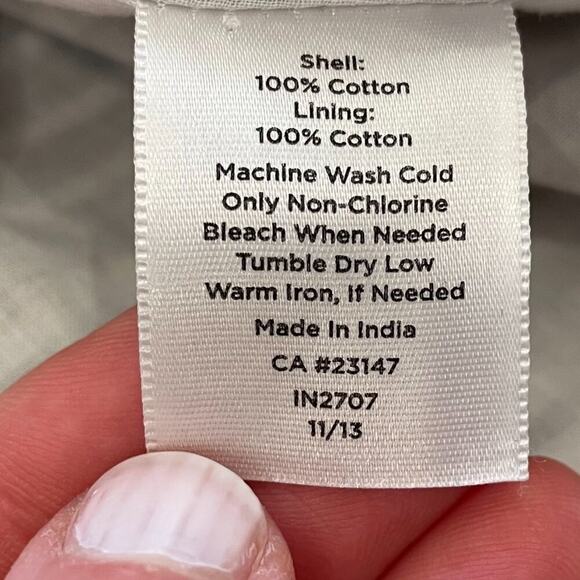 Shell:
100% Cotton
Lining:
100% Cotton
Machine Wash Cold
Only Non-Chlorine
Bleach When Needed
Tumble Dry Low
Warm Iron, If Needed
Made In India
CA #23147
IN2707
11/13